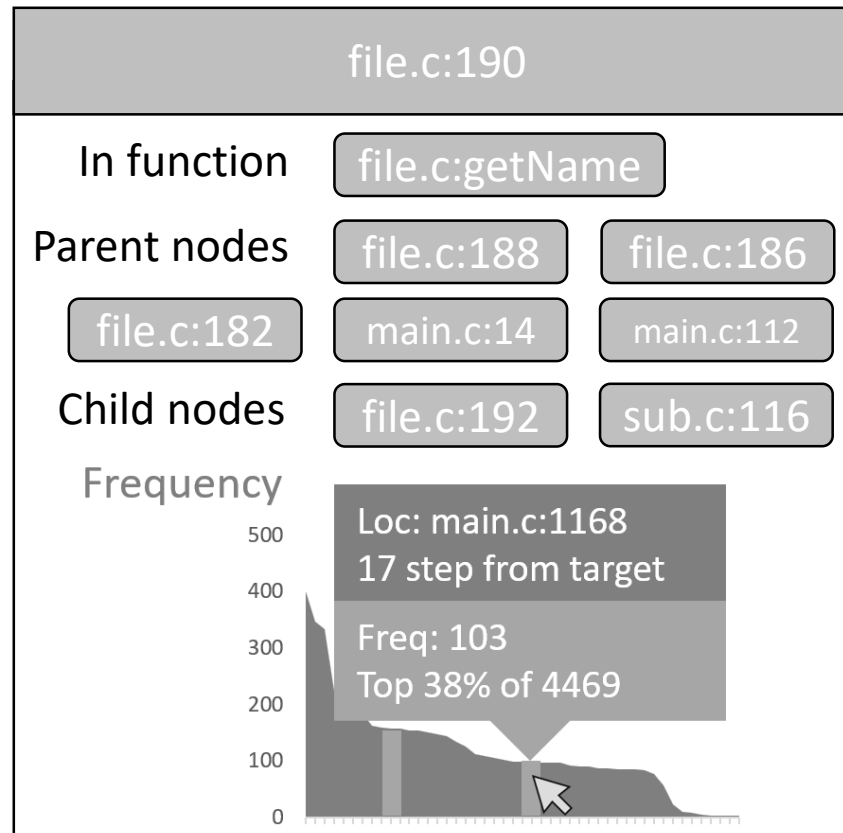 file.c:190
In function file.c:getName
Parent nodes file.c:188 file.c:186
file.c:182 main.c:14 main.c:112
Child nodes file.c:192 sub.c:116
Frequency
Loc: main.c:1168
17 step from target
Freq: 103
Top 38% of 4469
500
400
300
200
100
0